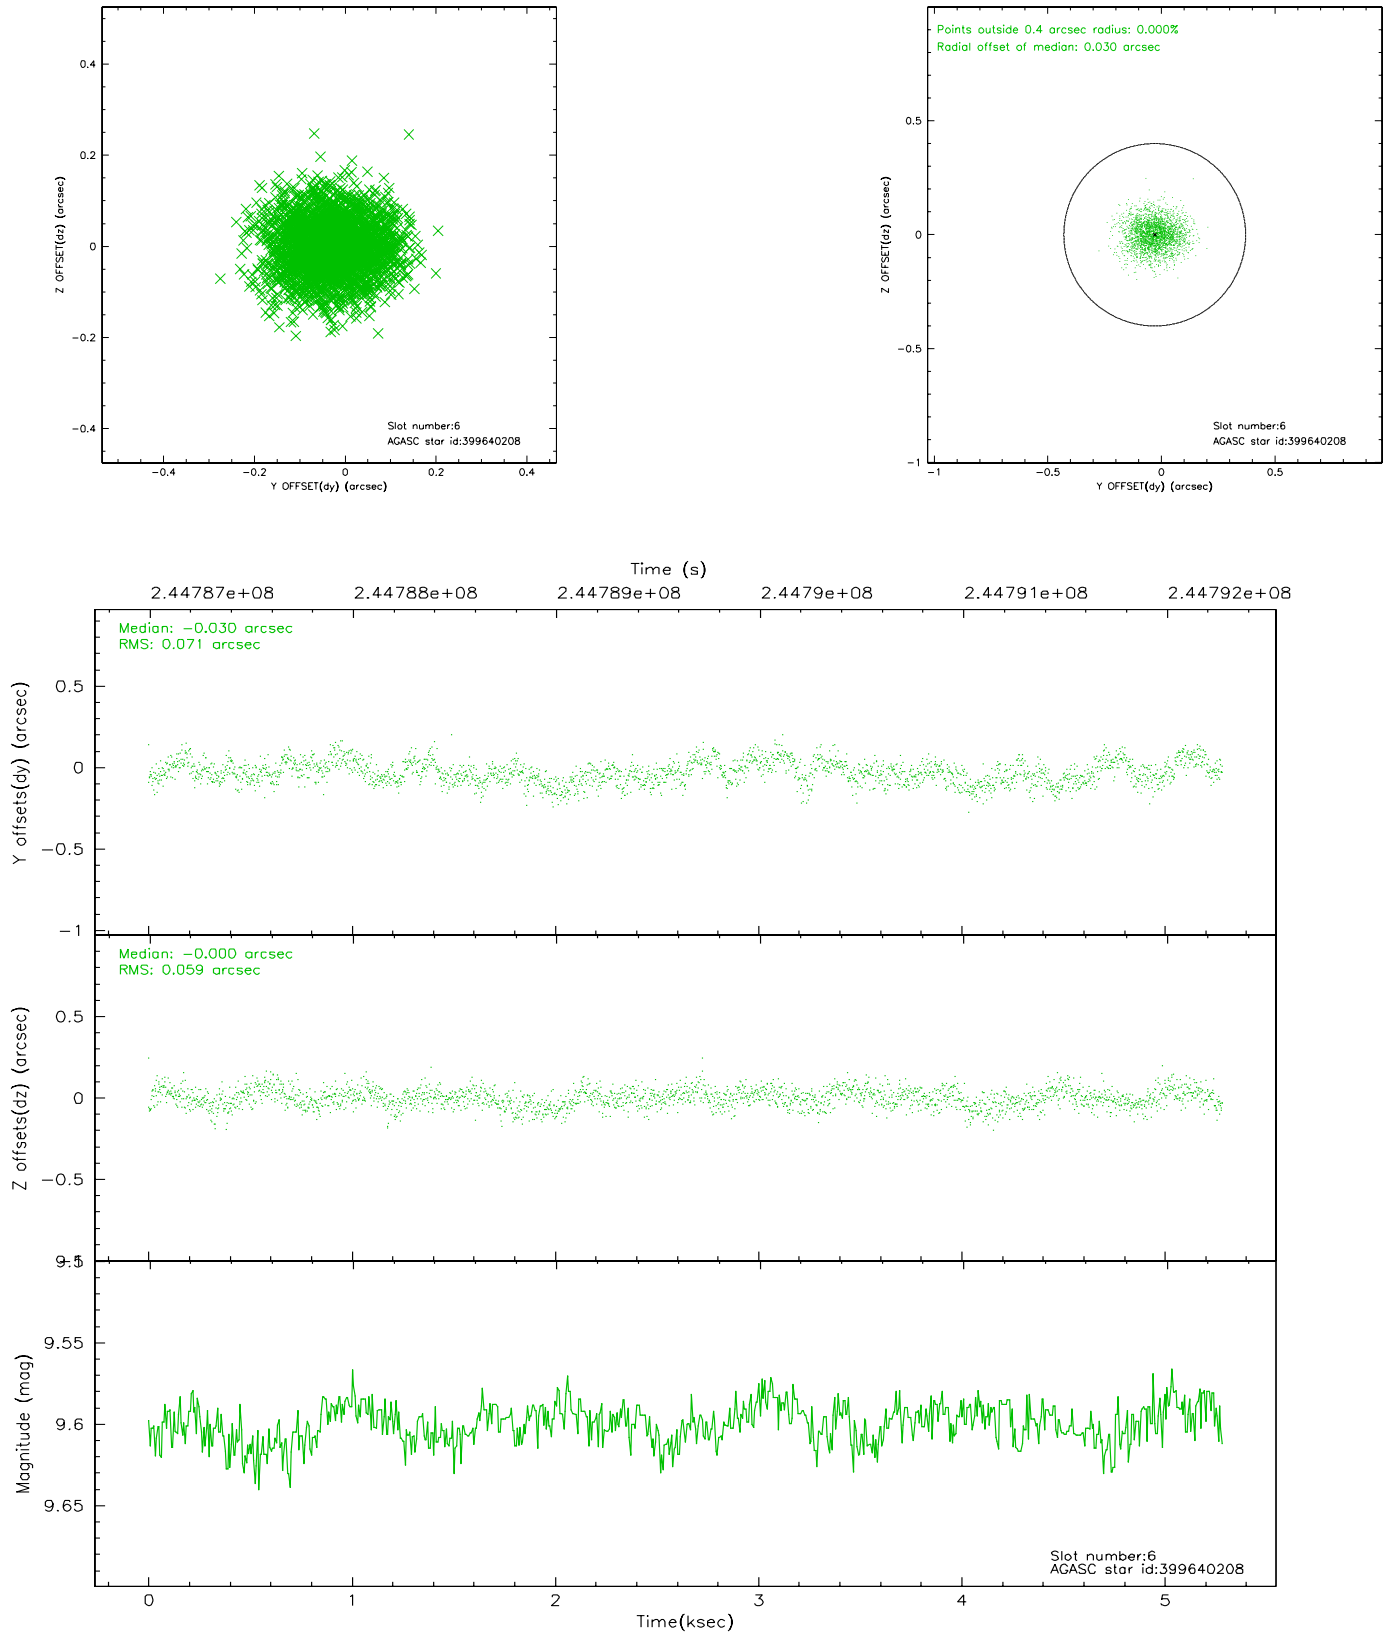 0.4
0.2
0
−0.2
−0.4
Z OFFSET(dz) (arcsec)
Slot number:6
AGASC star id:399640208
−0.4 −0.2 0 0.2 0.4
Y OFFSET(dy) (arcsec)
Points outside 0.4 arcsec radius: 0.000%
Radial offset of median: 0.030 arcsec
0.5
0
−0.5
−1
Z OFFSET(dz) (arcsec)
Slot number:6
AGASC star id:399640208
−1 −0.5 0 0.5
Y OFFSET(dy) (arcsec)
Time (s)
2.44787e+08 2.44788e+08 2.44789e+08 2.4479e+08 2.44791e+08 2.44792e+08
Median: −0.030 arcsec
RMS: 0.071 arcsec
0.5
0
−0.5
−1
Y offsets(dy) (arcsec)
Median: −0.000 arcsec
RMS: 0.059 arcsec
0.5
0
−0.5
Z offsets(dz) (arcsec)
9.55
9.6
9.65
Magnitude (mag)
Slot number:6
AGASC star id:399640208
0 1 2 3 4 5
Time(ksec)